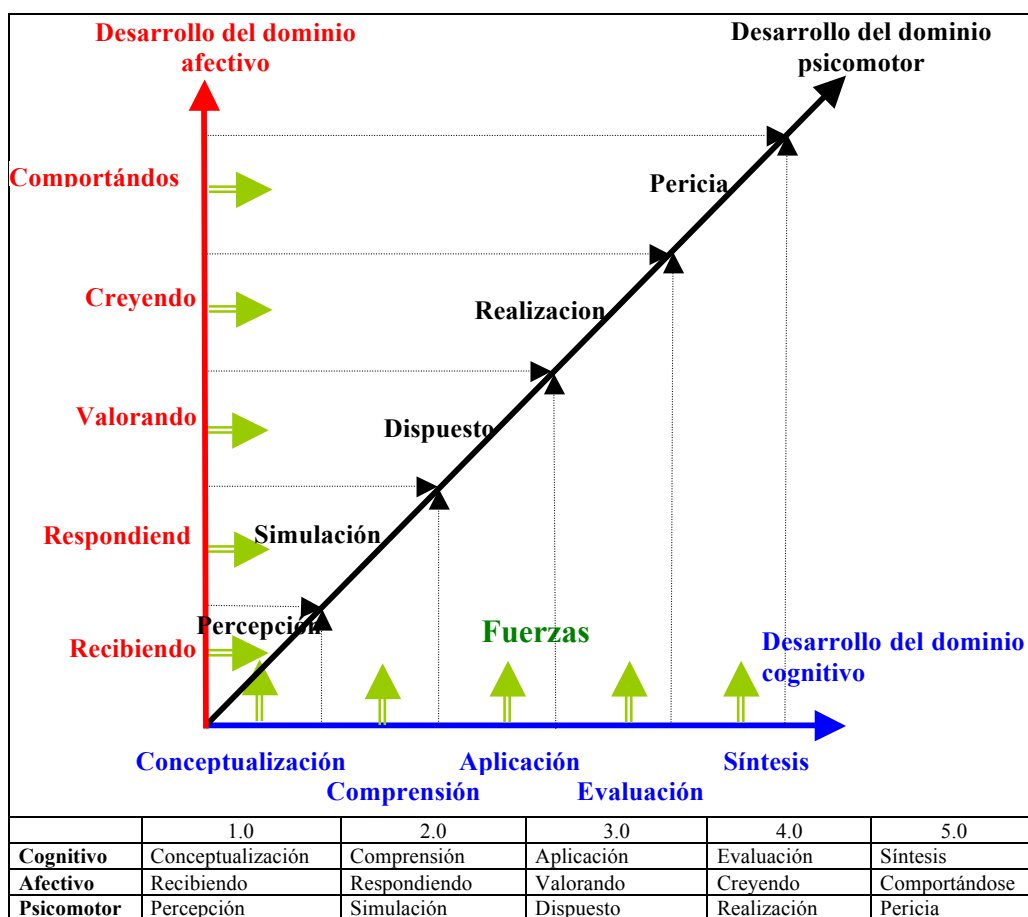 Desarrollo del dominio
afectivo
Desarrollo del dominio
psicomotor
Comportándos
Pericia
Creyendo
Realizacion
Valorando
Dispuesto
Respondiend
Simulación
Percepción
Recibiendo
Fuerzas
Desarrollo del dominio
cognitivo
Conceptualización
Aplicación
Síntesis
Comprensión
Evaluación
1.0 2.0 3.0 4.0 5.0
Cognitivo Conceptualización Comprensión Aplicación Evaluación Síntesis
Afectivo Recibiendo Respondiendo Valorando Creyendo Comportándose
Psicomotor Percepción Simulación Dispuesto Realización Pericia